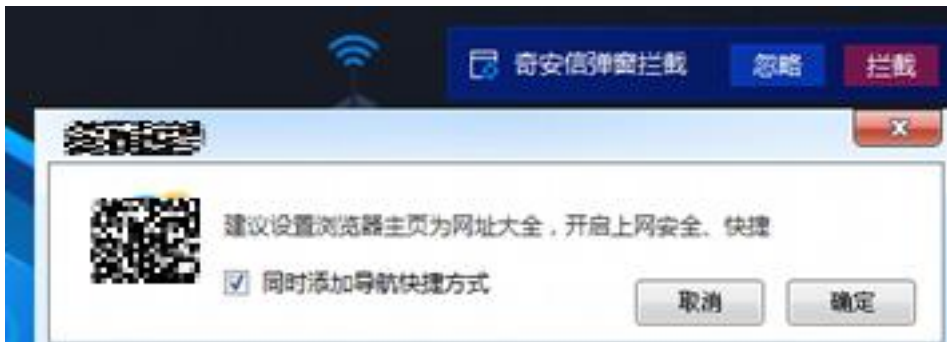 奇安信弹窗拦截 忽略 拦截
建议设置浏览器主页为网址大全，开启上网安全、快捷
同时添加导航快捷方式
取消 确定